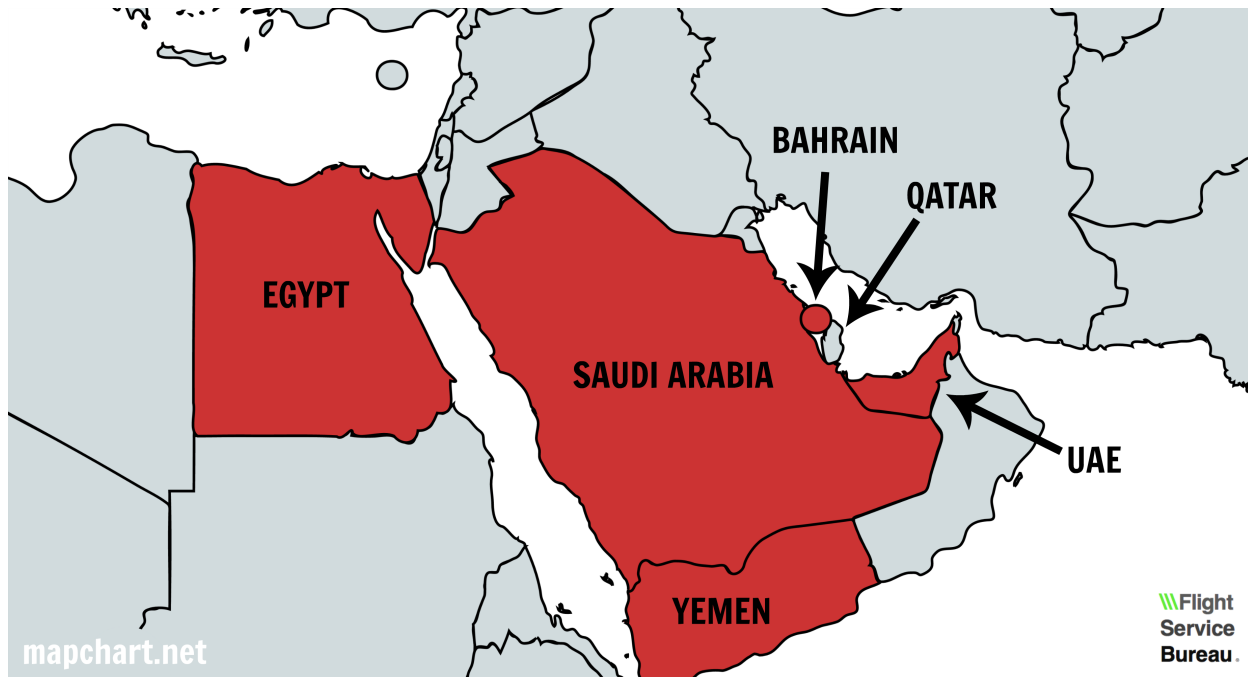 BAHRAIN
QATAR
EGYPT
SAUDI ARABIA
UAE
YEMEN
mapchart.net
\\\Flight
Service
Bureau.